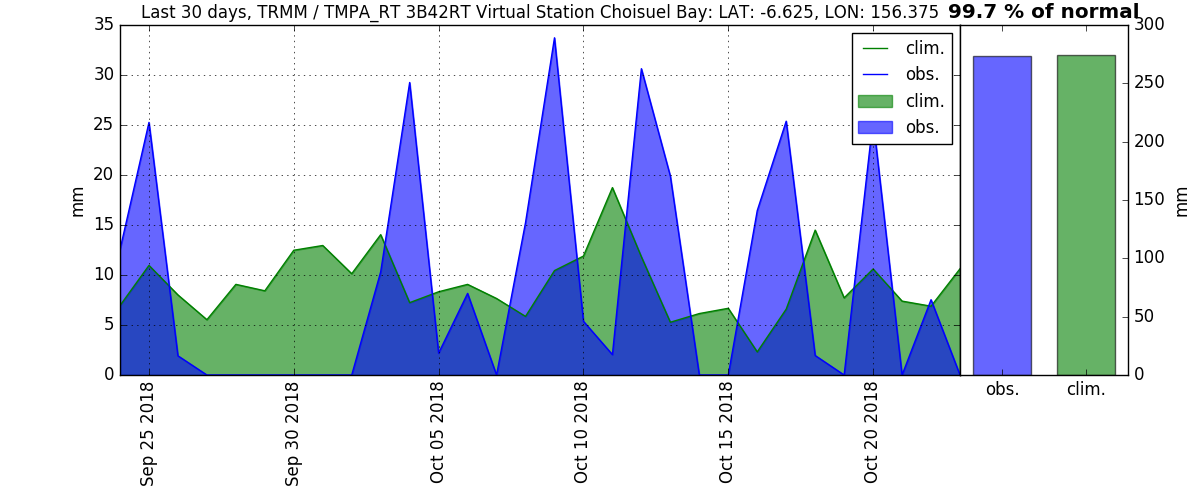 Last 30 days, TRMM / TMPA_RT 3B42RT Virtual Station Choisuel Bay: LAT: -6.625, LON: 156.375 99.7 % of normal
35
30
25
20
15
10
5
0
mm
clim.
obs.
clim.
obs.
Sep 25 2018
Sep 30 2018
Oct 05 2018
Oct 10 2018
Oct 15 2018
Oct 20 2018
300
250
200
150
100
50
0
mm
obs.
clim.